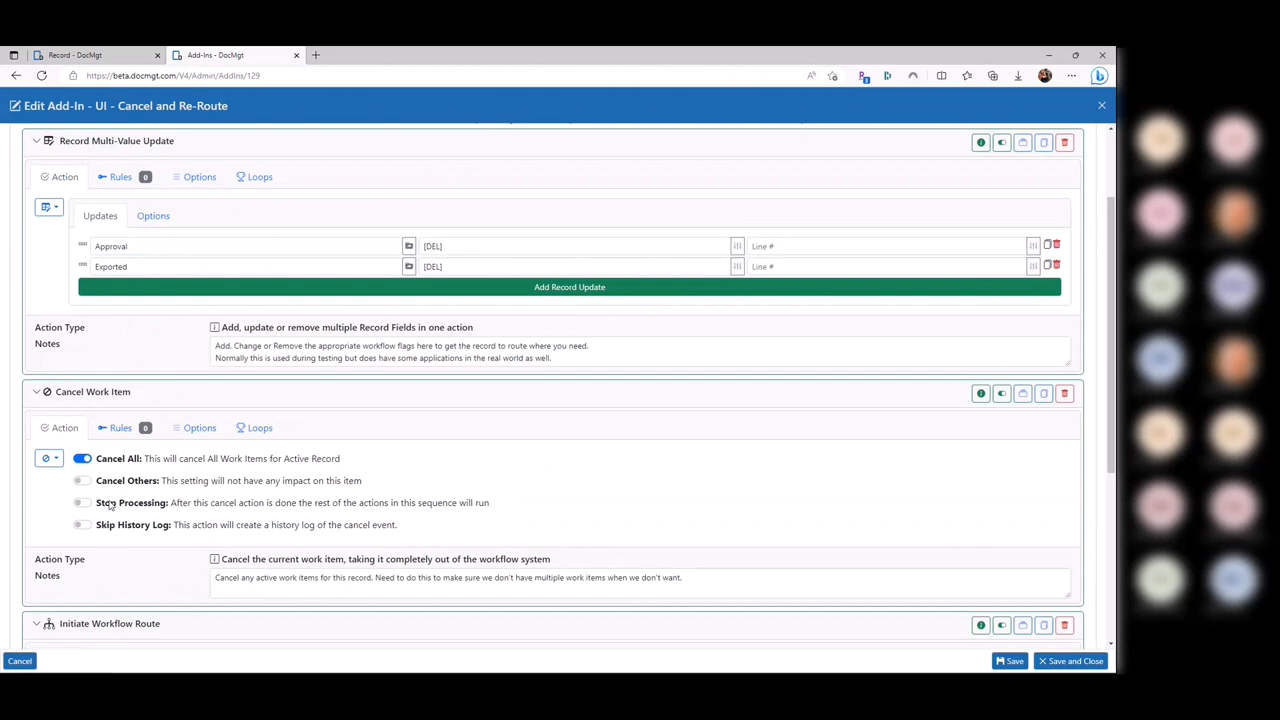 Record - DocMgt
Add-Ins - DocMgt
https://beta.docmgt.com/V4/Admin/AddIns/129
Edit Add-In - UI - Cancel and Re-Route
Record Multi-Value Update
Action Rules 0 Options Loops
Updates Options
Approval [DEL] Line #
Exported [DEL] Line #
Add Record Update
Action Type Add, update or remove multiple Record Fields in one action
Notes Add, Change or Remove the appropriate workflow flags here to get the record to route where you need.
Normally this is used during testing but does have some applications in the real world as well.
Cancel Work Item
Action Rules 0 Options Loops
Cancel All: This will cancel All Work Items for Active Record
Cancel Others: This setting will not have any impact on this item
Stop Processing: After this cancel action is done the rest of the actions in this sequence will run
Skip History Log: This action will create a history log of the cancel event.
Action Type Cancel the current work item, taking it completely out of the workflow system
Notes Cancel any active work items for this record. Need to do this to make sure we don't have multiple work items when we don't want.
Initiate Workflow Route
Cancel Save Save and Close